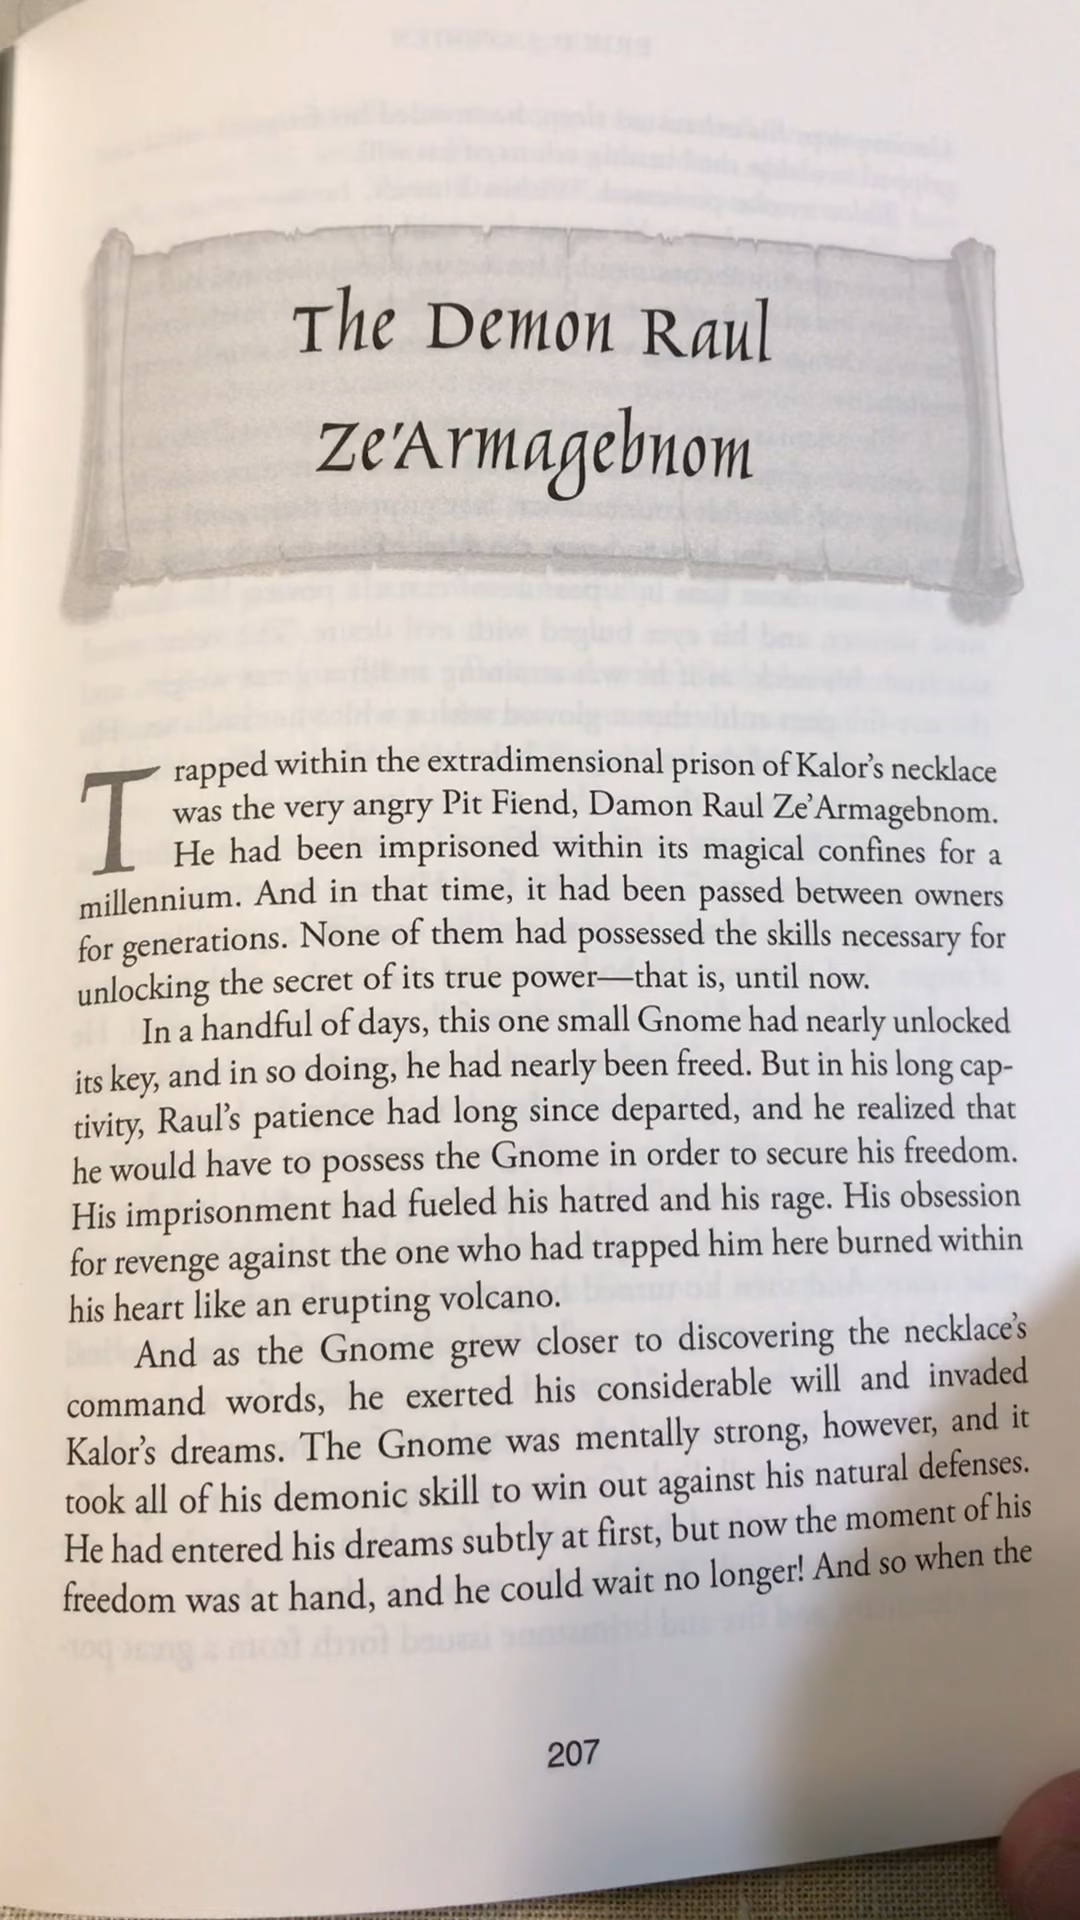 The Demon Raul
Ze'Armagebnom
Trapped within the extradimensional prison of Kalor's necklace
was the very angry Pit Fiend, Damon Raul Ze'Armagebnom.
He had been imprisoned within its magical confines for a
millennium. And in that time, it had been passed between owners
for generations. None of them had possessed the skills necessary for
unlocking the secret of its true power—that is, until now.
In a handful of days, this one small Gnome had nearly unlocked
its key, and in so doing, he had nearly been freed. But in his long cap-
tivity, Raul's patience had long since departed, and he realized that
he would have to possess the Gnome in order to secure his freedom.
His imprisonment had fueled his hatred and his rage. His obsession
for revenge against the one who had trapped him here burned within
his heart like an erupting volcano.
And as the Gnome grew closer to discovering the necklace's
command words, he exerted his considerable will and invaded
Kalor's dreams. The Gnome was mentally strong, however, and it
took all of his demonic skill to win out against his natural defenses.
He had entered his dreams subtly at first, but now the moment of his
freedom was at hand, and he could wait no longer! And so when the
207